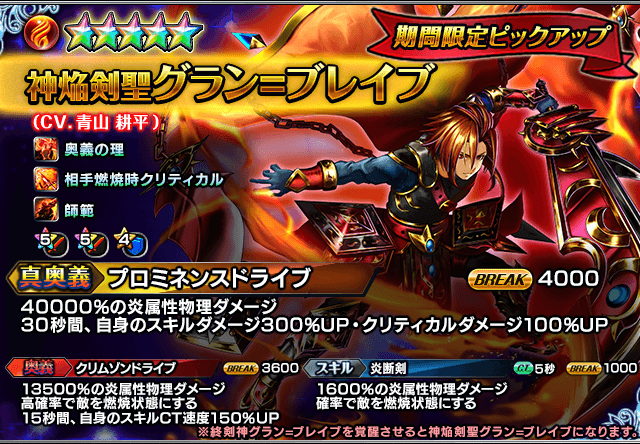 期間限定ピックアップ
神焔剣聖グラン=ブレイブ
(CV.青山 耕平)
奥義の理
相手燃焼時クリティカル
師範
5 5 4
真奥義 プロミネンスドライブ BREAK 4000
40000%の炎属性物理ダメージ
30秒間、自身のスキルダメージ300%UP・クリティカルダメージ100%UP
奥義 クリムゾンドライブ BREAK 3600
13500%の炎属性物理ダメージ
高確率で敵を燃焼状態にする
15秒間、自身のスキルCT速度150%UP
スキル 炎断剣 C.T. 5秒 BREAK 1000
1600%の炎属性物理ダメージ
確率で敵を燃焼状態にする
※終剣神グラン=ブレイブを覚醒させると神焔剣聖グラン=ブレイブになります。